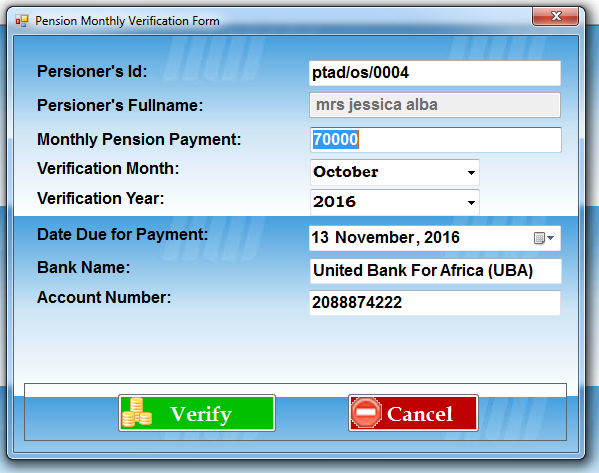 Pension Monthly Verification Form
Persioner's Id: ptad/os/0004
Persioner's Fullname: mrs jessica alba
Monthly Pension Payment: 70000
Verification Month: October
Verification Year: 2016
Date Due for Payment: 13 November, 2016
Bank Name: United Bank For Africa (UBA)
Account Number: 2088874222
Verify Cancel